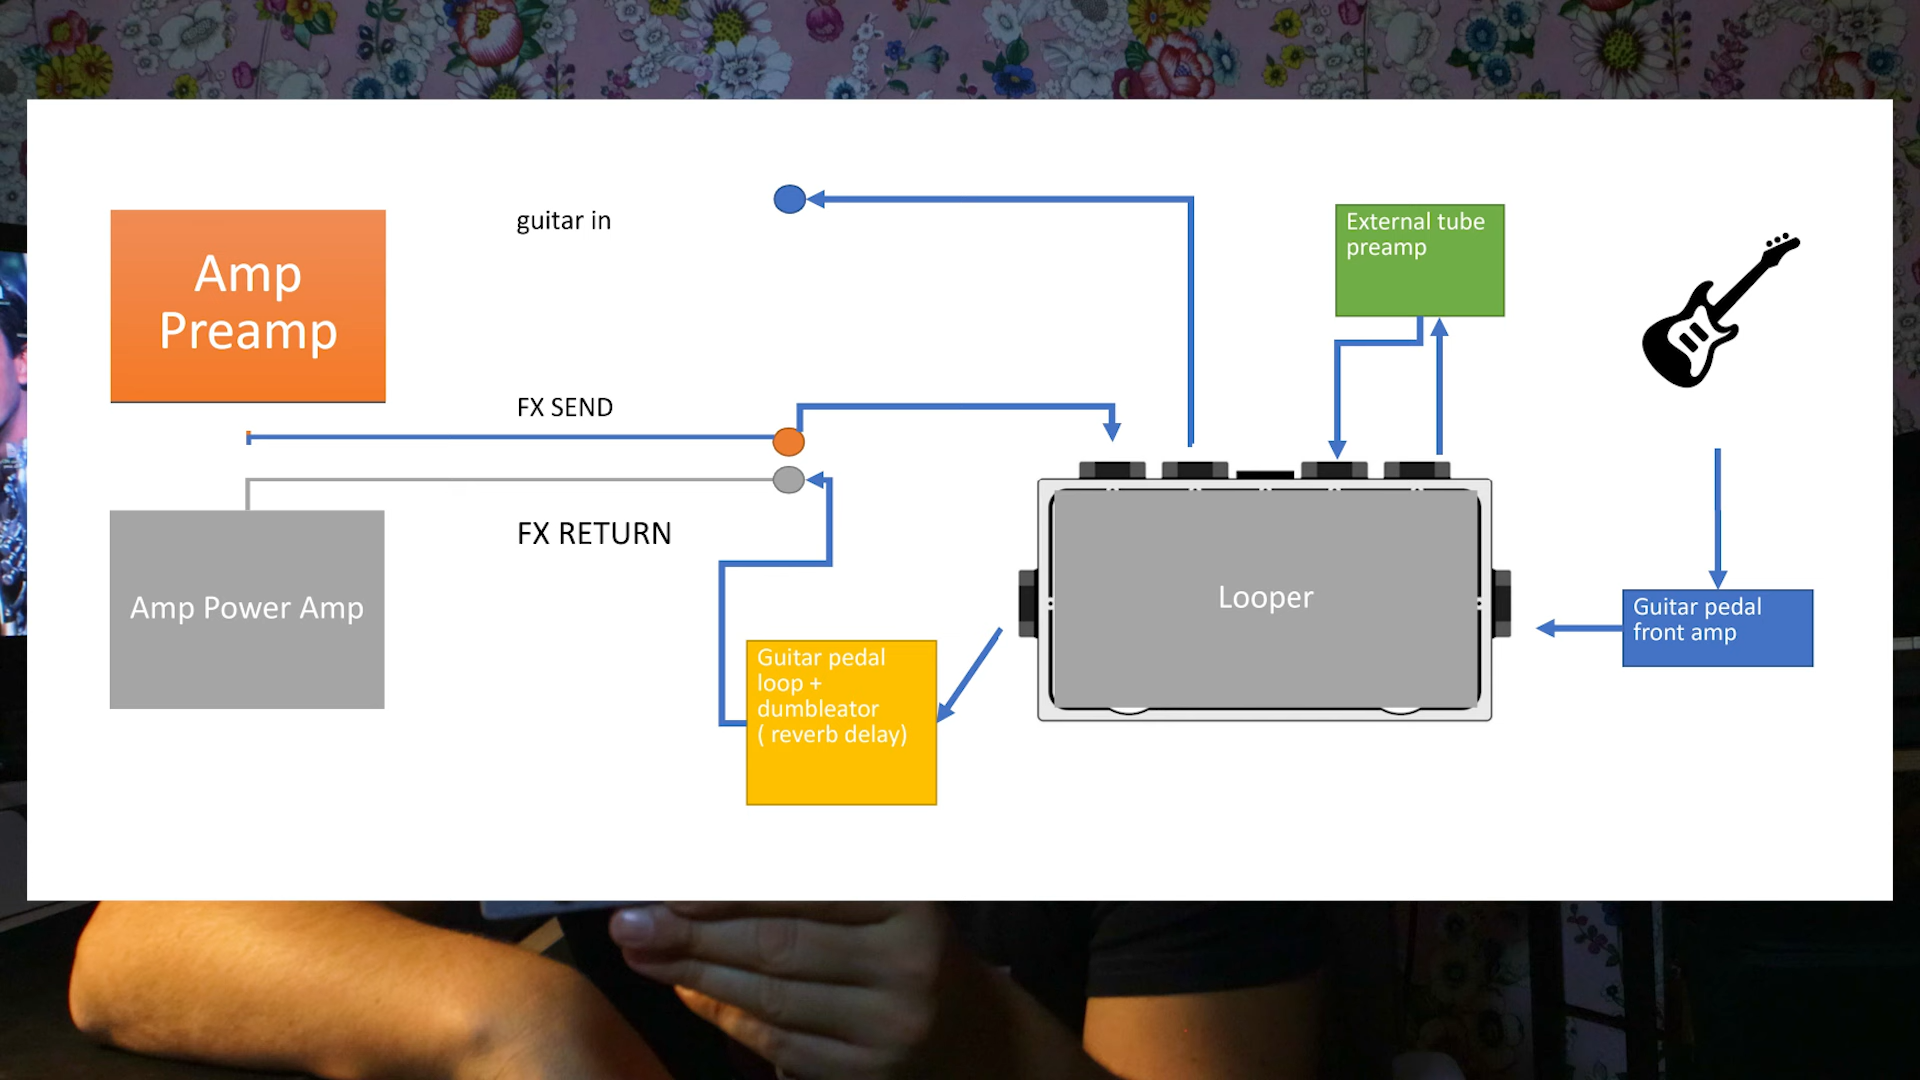 guitar in
Amp
Preamp
External tube
preamp
FX SEND
FX RETURN
Amp Power Amp
Looper
Guitar pedal
front amp
Guitar pedal
loop +
dumbleator
( reverb delay)